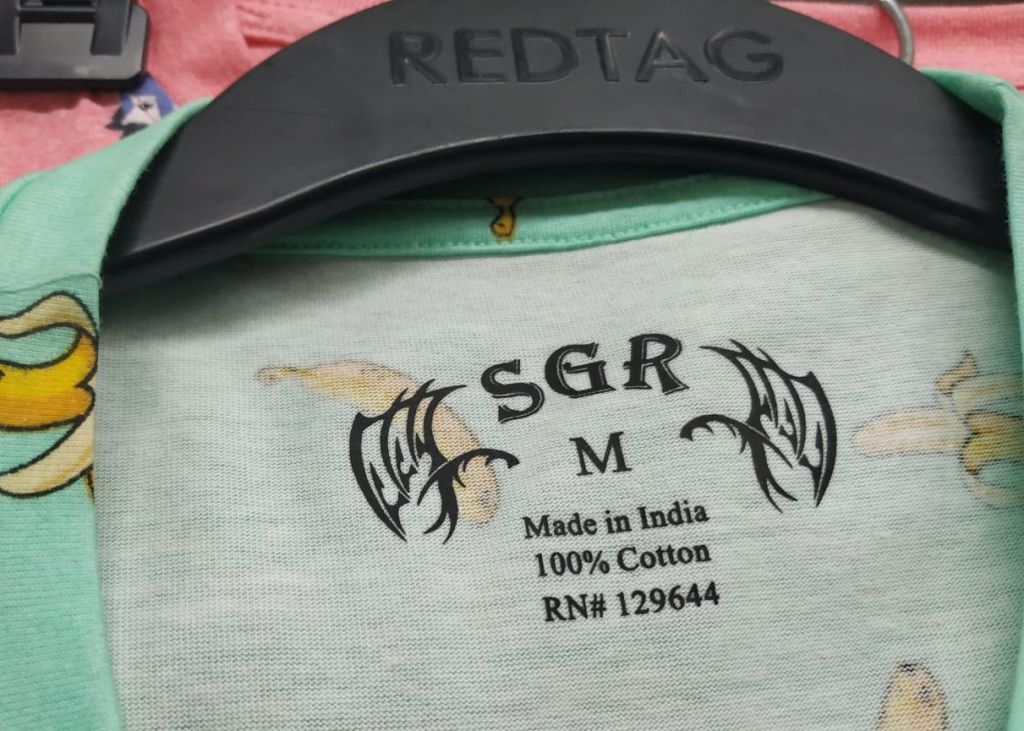 REDTAG
SGR
M
Made in India
100% Cotton
RN# 129644